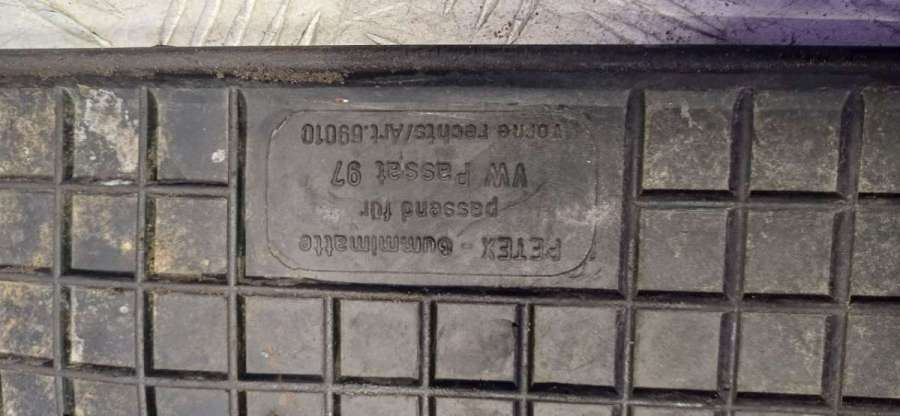 PETEX - Gummimatte
passend für
VW Passat 97
vorne rechts/Art.69010